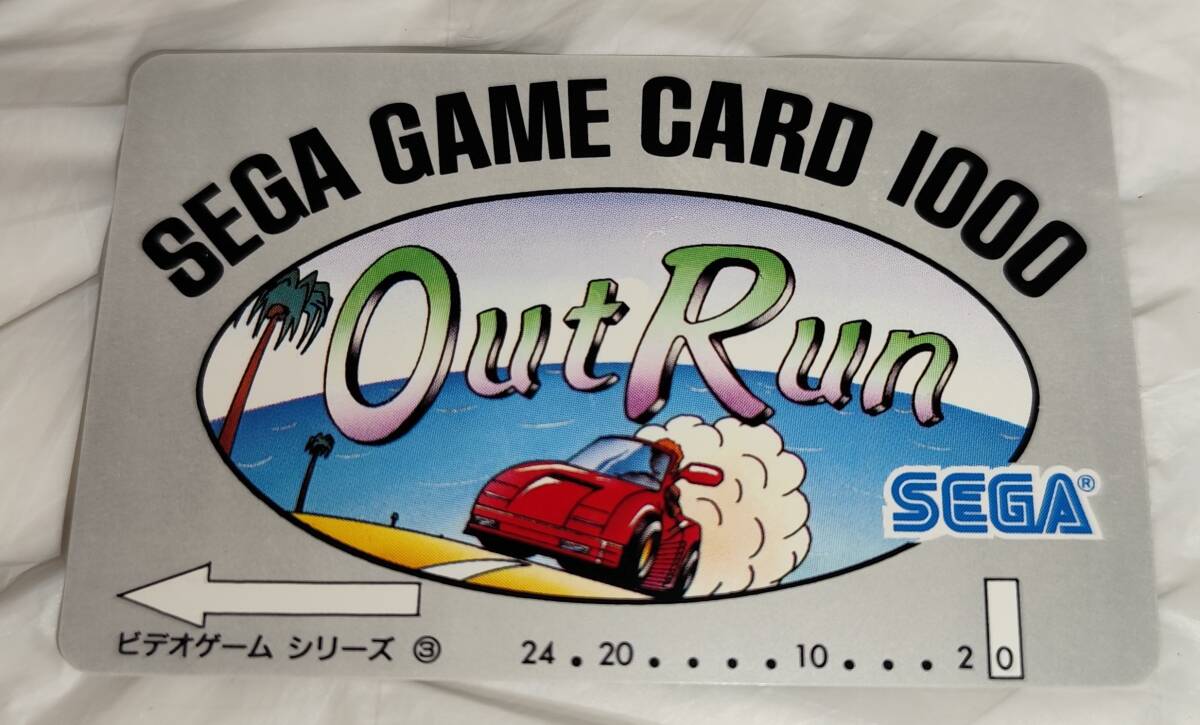 SEGA GAME CARD 1000
OutRun
SEGA®
ビデオゲーム シリーズ ③
24 . 20 . . . . 10 . . . 2 0